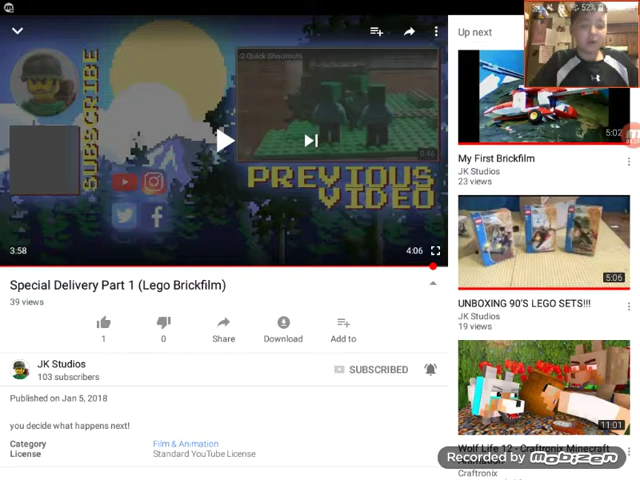 52%
Up next
2 Quick Shootouts
0:46
SUBSCRIBE
PREVIOUS
VIDEO
3:58
4:06
5:02
My First Brickfilm
JK Studios
23 views
Special Delivery Part 1 (Lego Brickfilm)
39 views
1
0
Share
Download
Add to
5:06
UNBOXING 90'S LEGO SETS!!!
JK Studios
19 views
JK Studios
103 subscribers
SUBSCRIBED
Published on Jan 5, 2018
you decide what happens next!
Category
Film & Animation
License
Standard YouTube License
11:01
Wolf Life 12 - Craftronix Minecraft
Animation
Craftronix
Recorded by mobizen